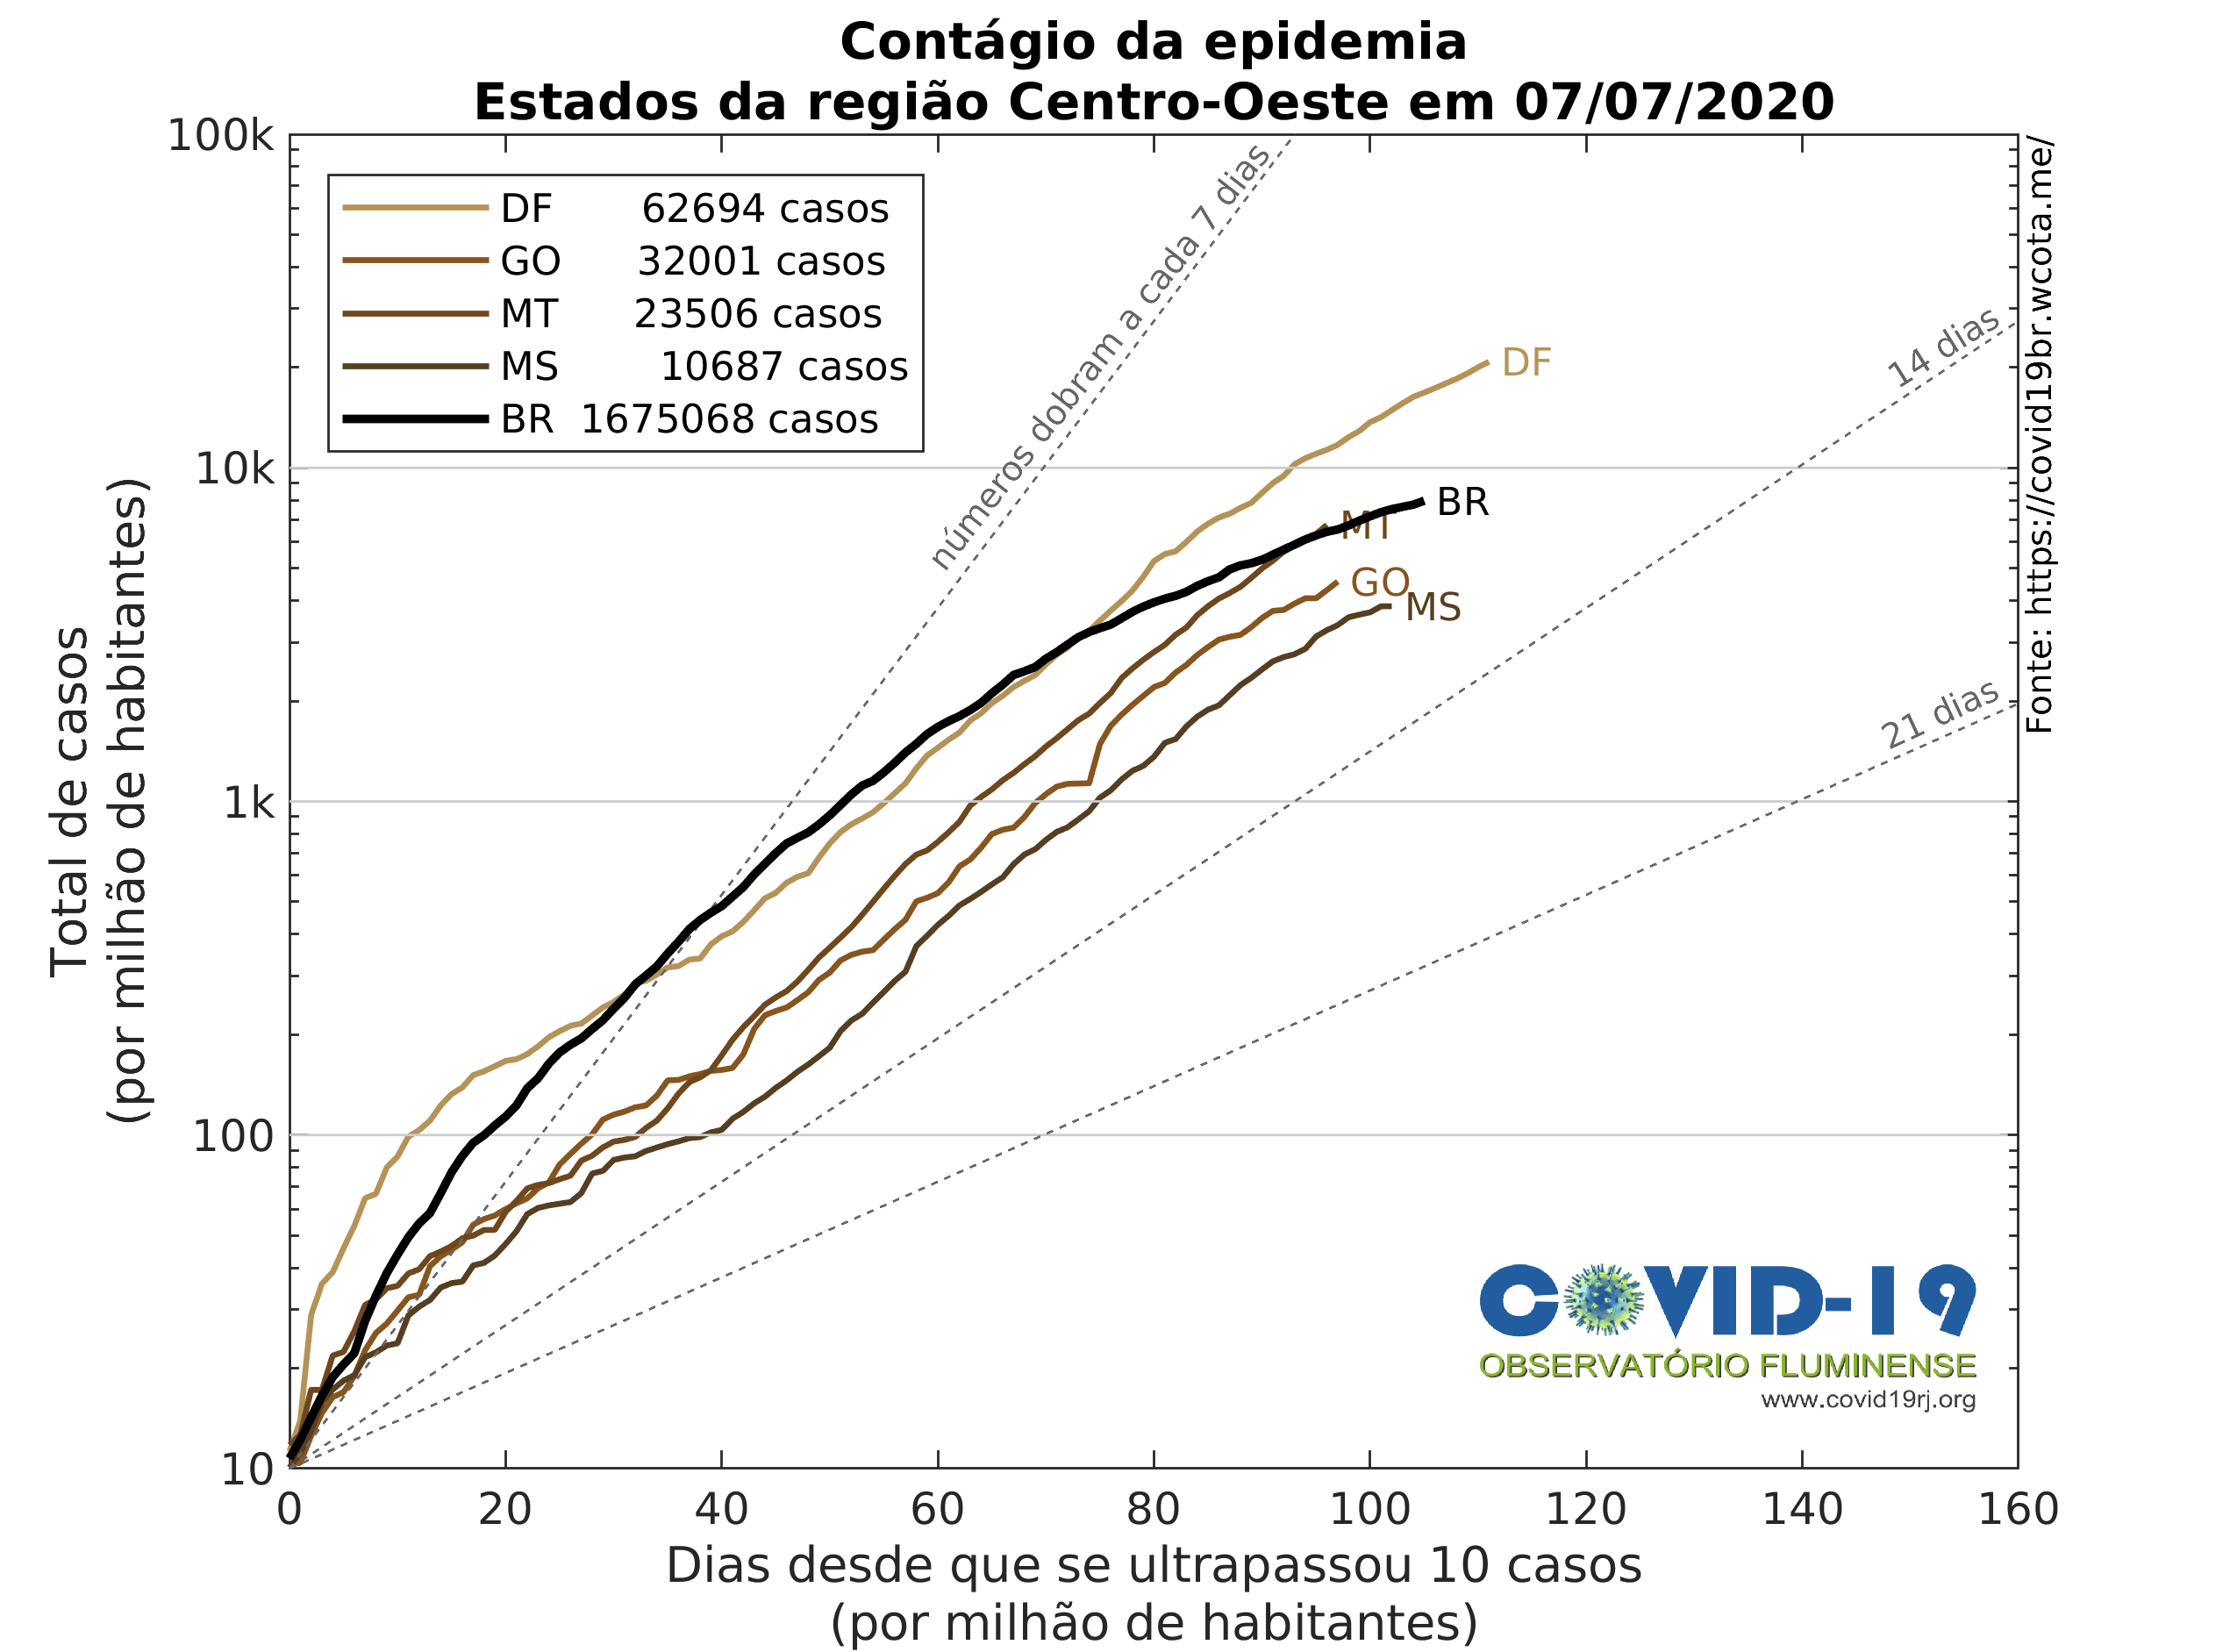 Contágio da epidemia
Estados da região Centro-Oeste em 07/07/2020
100k
10k
1k
100
10
Total de casos
(por milhão de habitantes)
DF 62694 casos
GO 32001 casos
MT 23506 casos
MS 10687 casos
BR 1675068 casos
números dobram a cada 7 dias
14 dias
21 dias
DF
BR
MT
GO
MS
Fonte: https://covid19br.wcota.me/
COVID-19
OBSERVATÓRIO FLUMINENSE
www.covid19rj.org
0 20 40 60 80 100 120 140 160
Dias desde que se ultrapassou 10 casos
(por milhão de habitantes)